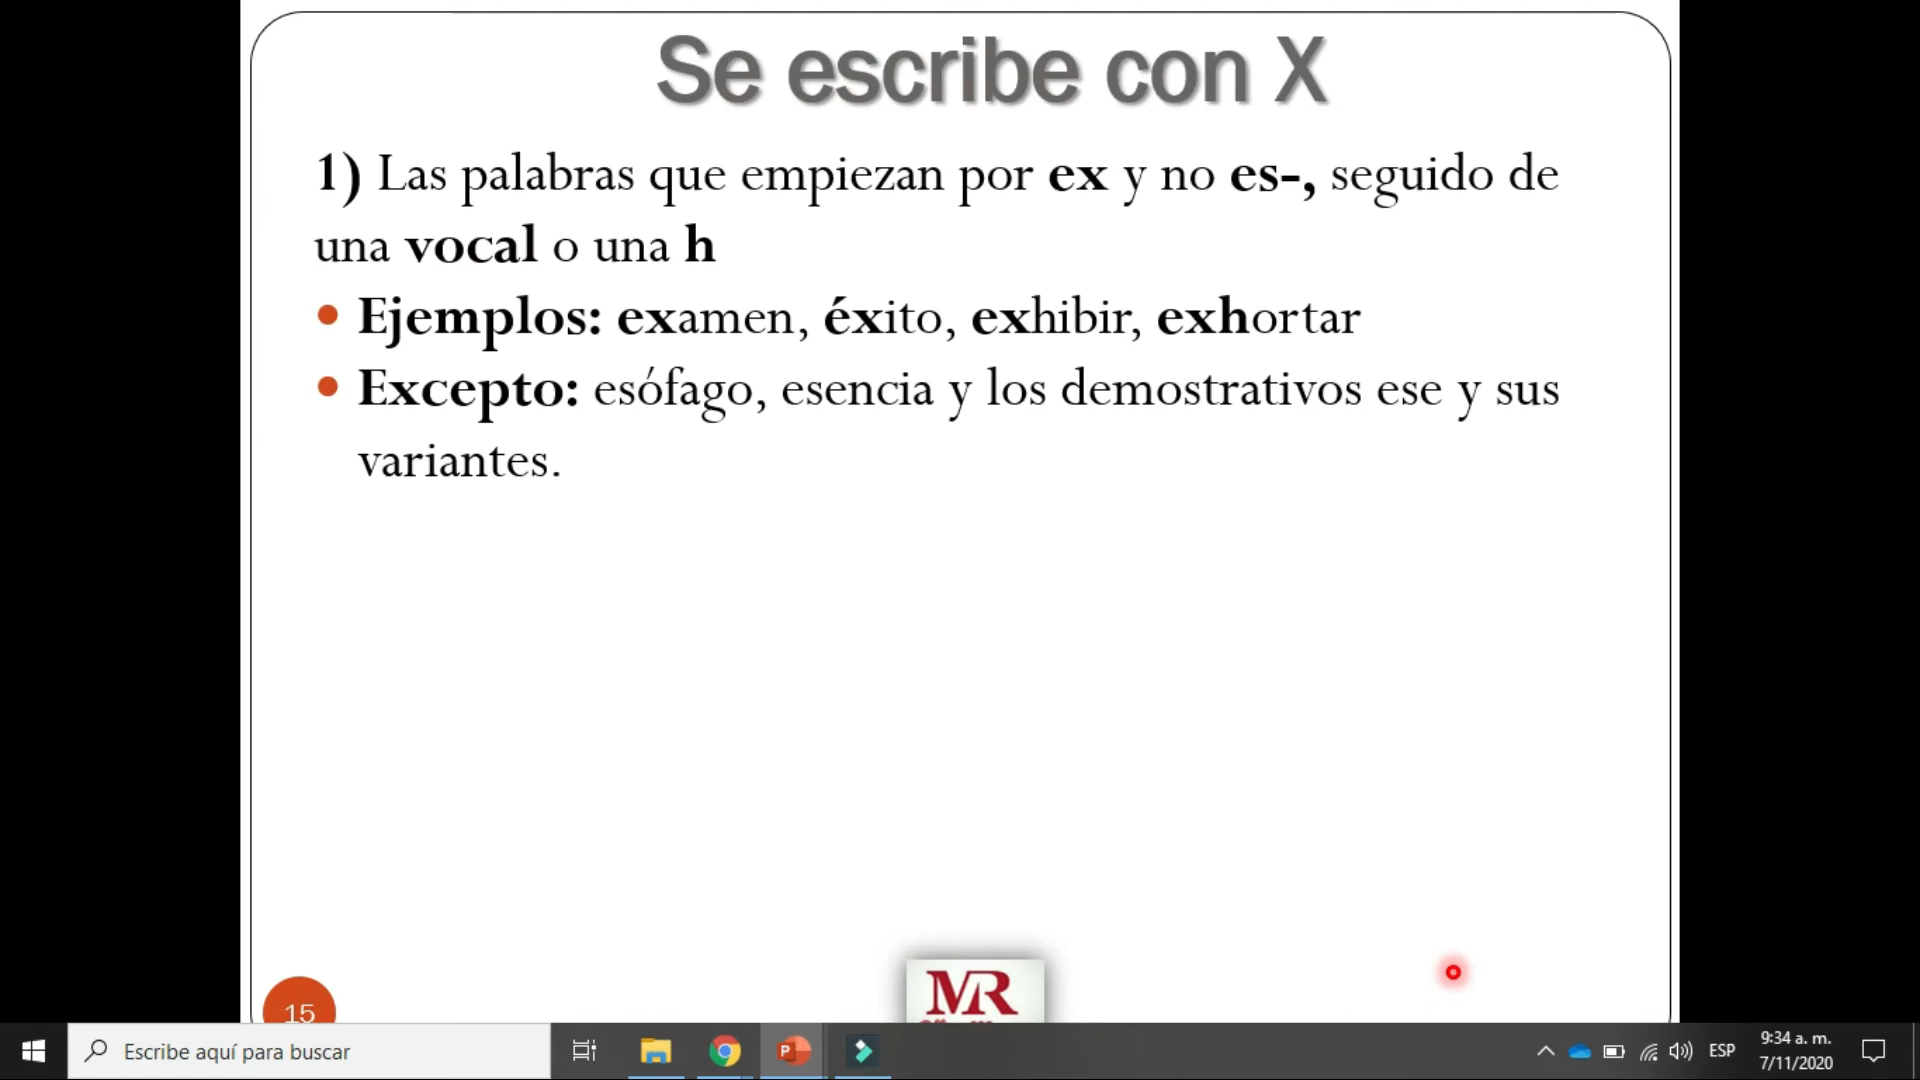 Se escribe con X
1) Las palabras que empiezan por ex y no es-, seguido de
una vocal o una h
Ejemplos: examen, éxito, exhibir, exhortar
Excepto: esófago, esencia y los demostrativos ese y sus
variantes.
15
MR
Escribe aquí para buscar
ESP
9:34 a. m.
7/11/2020